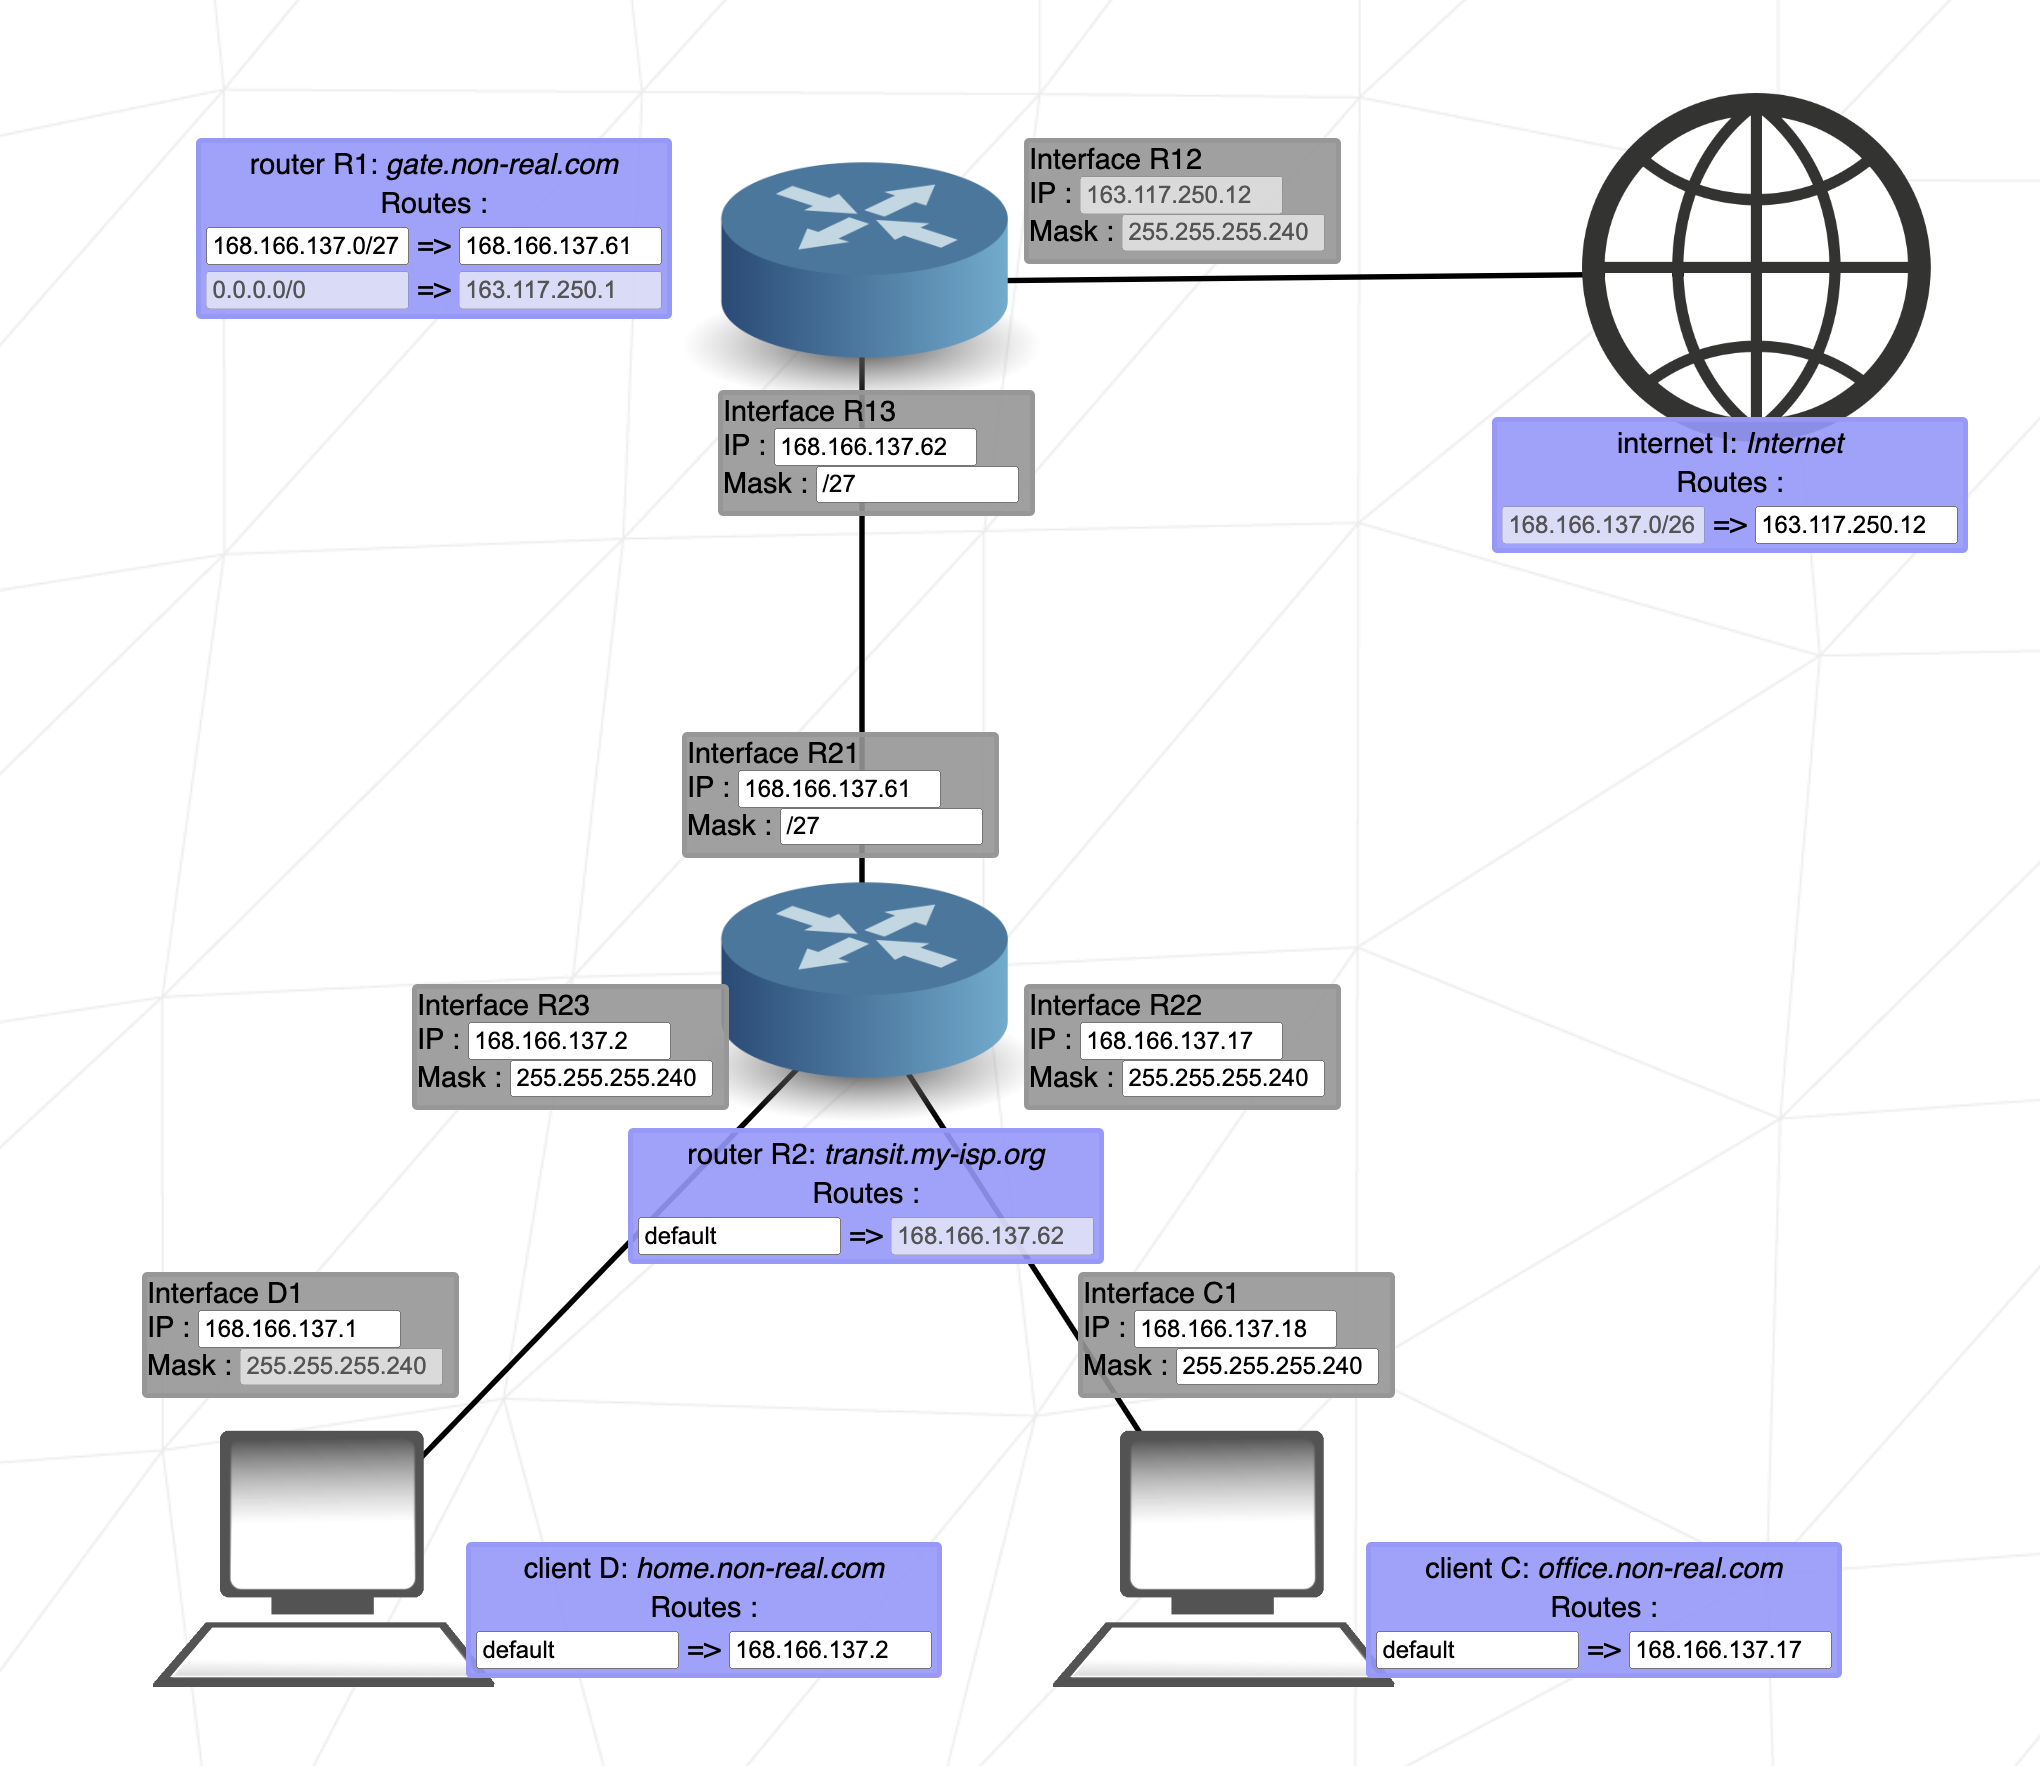 router R1: gate.non-real.com
Routes :
168.166.137.0/27 => 168.166.137.61
0.0.0.0/0 => 163.117.250.1
Interface R12
IP : 163.117.250.12
Mask : 255.255.255.240
Interface R13
IP : 168.166.137.62
Mask : /27
internet I: Internet
Routes :
168.166.137.0/26 => 163.117.250.12
Interface R21
IP : 168.166.137.61
Mask : /27
Interface R23
IP : 168.166.137.2
Mask : 255.255.255.240
Interface R22
IP : 168.166.137.17
Mask : 255.255.255.240
router R2: transit.my-isp.org
Routes :
default => 168.166.137.62
Interface D1
IP : 168.166.137.1
Mask : 255.255.255.240
Interface C1
IP : 168.166.137.18
Mask : 255.255.255.240
client D: home.non-real.com
Routes :
default => 168.166.137.2
client C: office.non-real.com
Routes :
default => 168.166.137.17